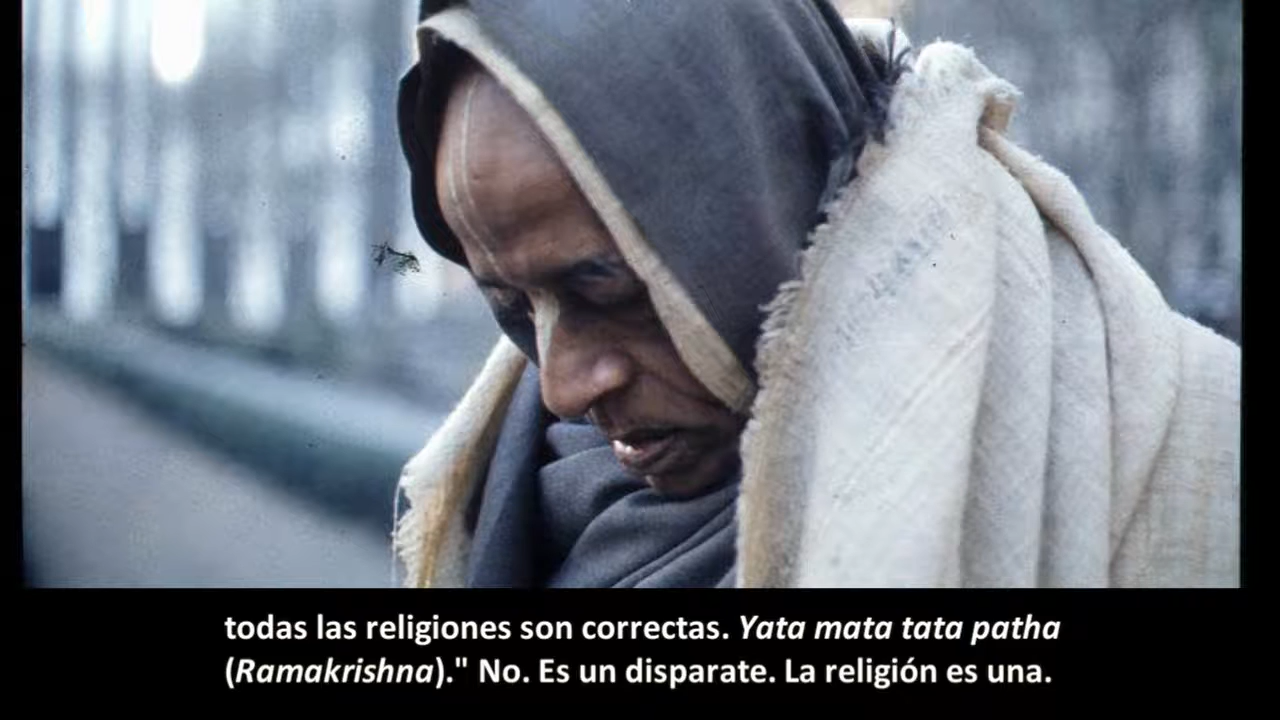 todas las religiones son correctas. Yata mata tata patha
(Ramakrishna)." No. Es un disparate. La religión es una.